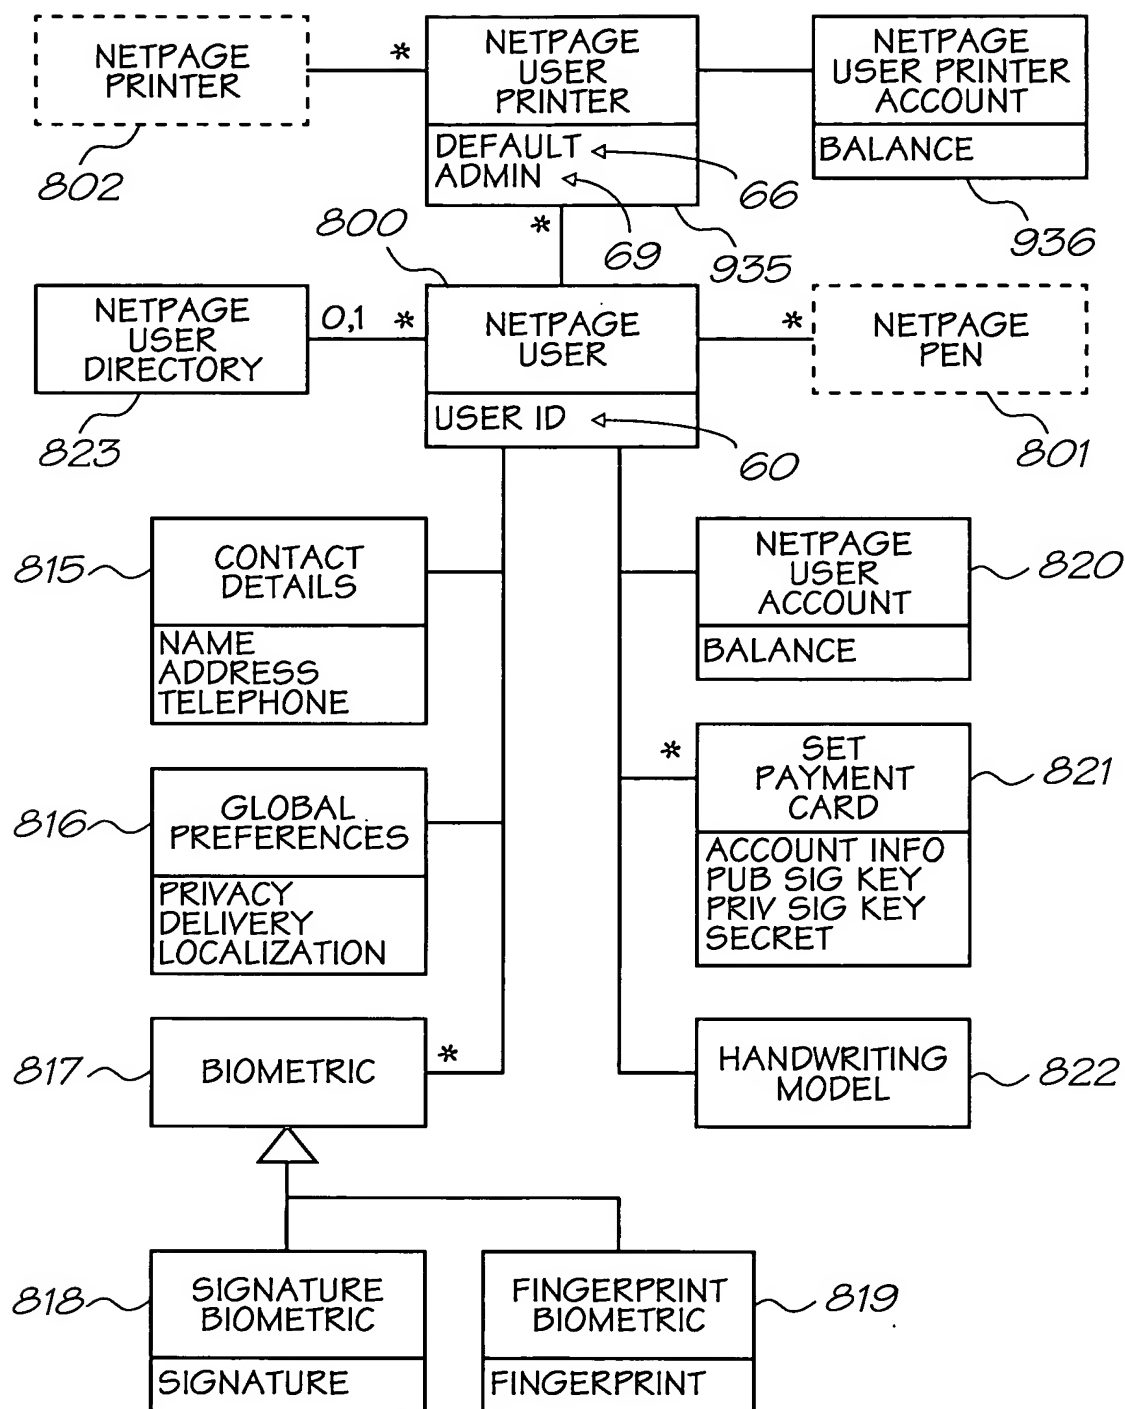 NETPAGE
PRINTER
802
*
NETPAGE
USER
PRINTER
DEFAULT
ADMIN
66
69
935
NETPAGE
USER PRINTER
ACCOUNT
BALANCE
936
*
800
NETPAGE
USER
DIRECTORY
823
0,1 *
NETPAGE
USER
USER ID
60
*
NETPAGE
PEN
801
815
CONTACT
DETAILS
NAME
ADDRESS
TELEPHONE
NETPAGE
USER
ACCOUNT
BALANCE
820
816
GLOBAL
PREFERENCES
PRIVACY
DELIVERY
LOCALIZATION
*
SET
PAYMENT
CARD
ACCOUNT INFO
PUB SIG KEY
PRIV SIG KEY
SECRET
821
817
BIOMETRIC
*
HANDWRITING
MODEL
822
818
SIGNATURE
BIOMETRIC
SIGNATURE
FINGERPRINT
BIOMETRIC
FINGERPRINT
819